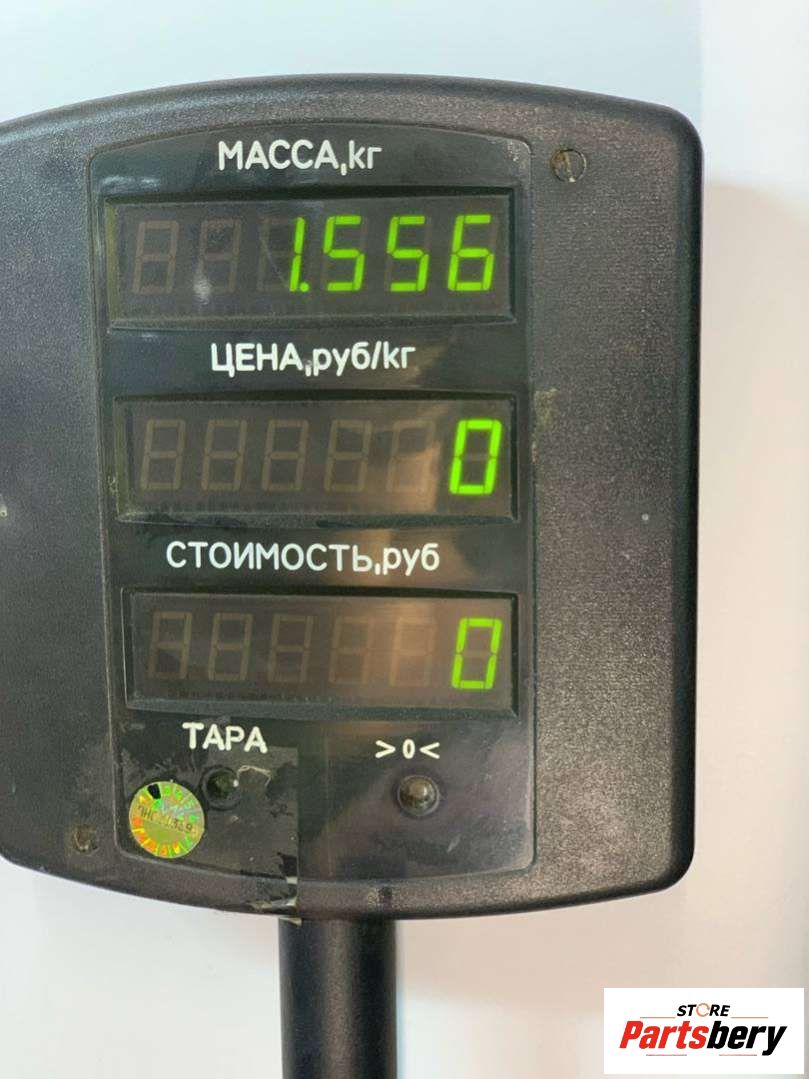 МАССА,кг
1.556
ЦЕНА,руб/кг
0
СТОИМОСТЬ,руб
0
ТАРА >0<
STORE
Partsbery